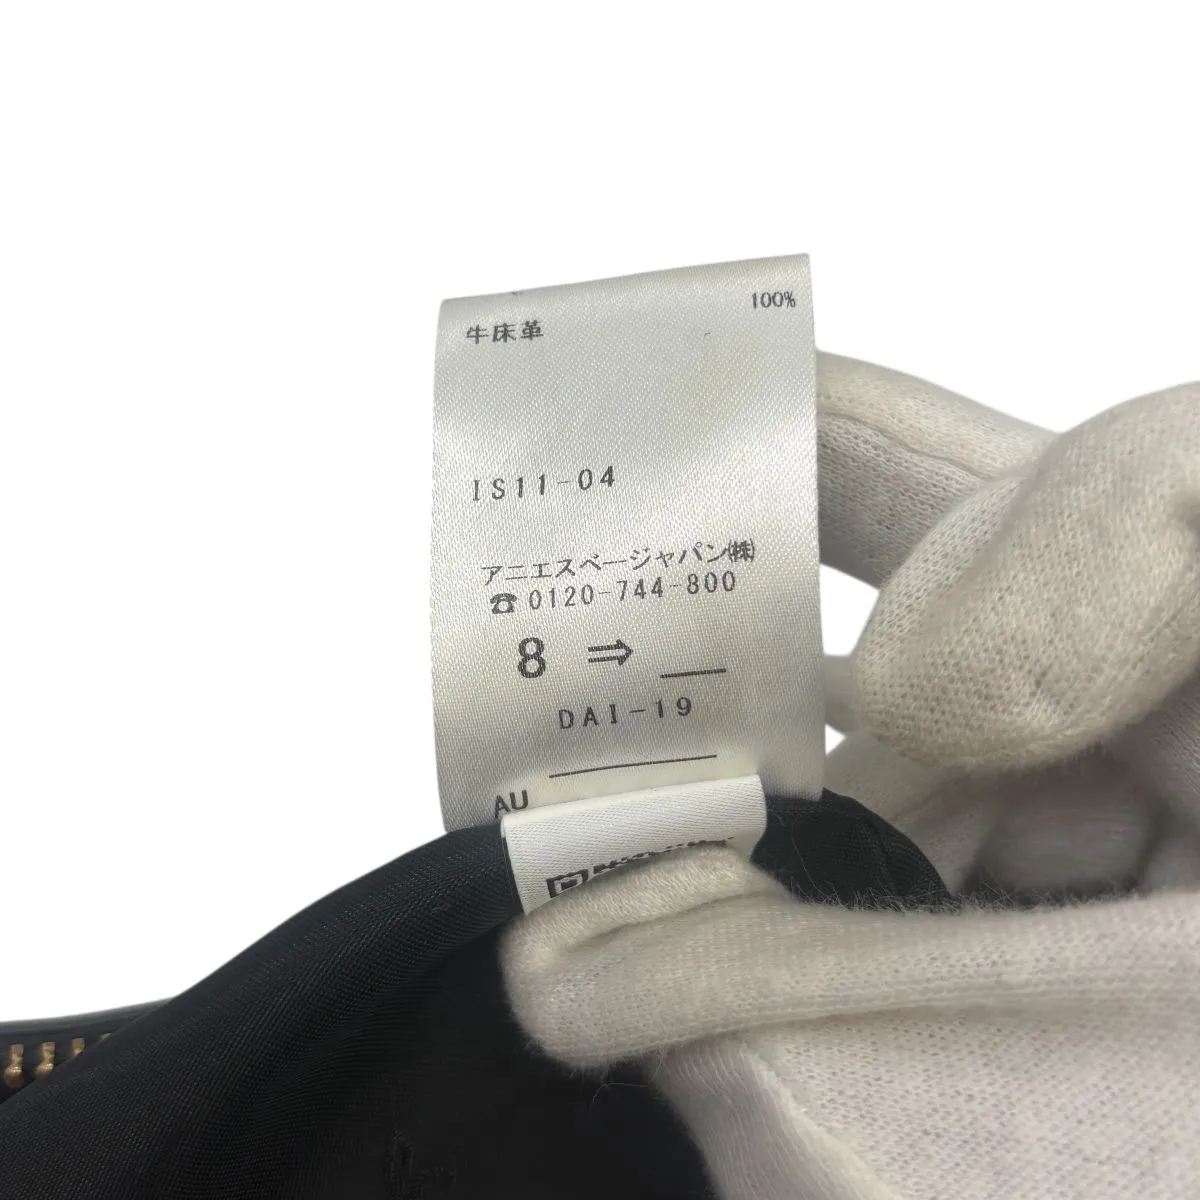 100%
牛床革
IS11-04
アニエスベージャパン㈱
☎0120-744-800
8 ⇒ __
DAI-19
AU